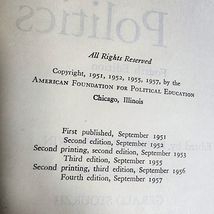 Politics
All Rights Reserved
Copyright, 1951, 1952, 1955, 1957, by the
AMERICAN FOUNDATION FOR POLITICAL EDUCATION
Chicago, Illinois
First published, September 1951
Second edition, September 1952
Second printing, second edition, September 1953
Third edition, September 1955
Second printing, third edition, September 1956
Fourth edition, September 1957